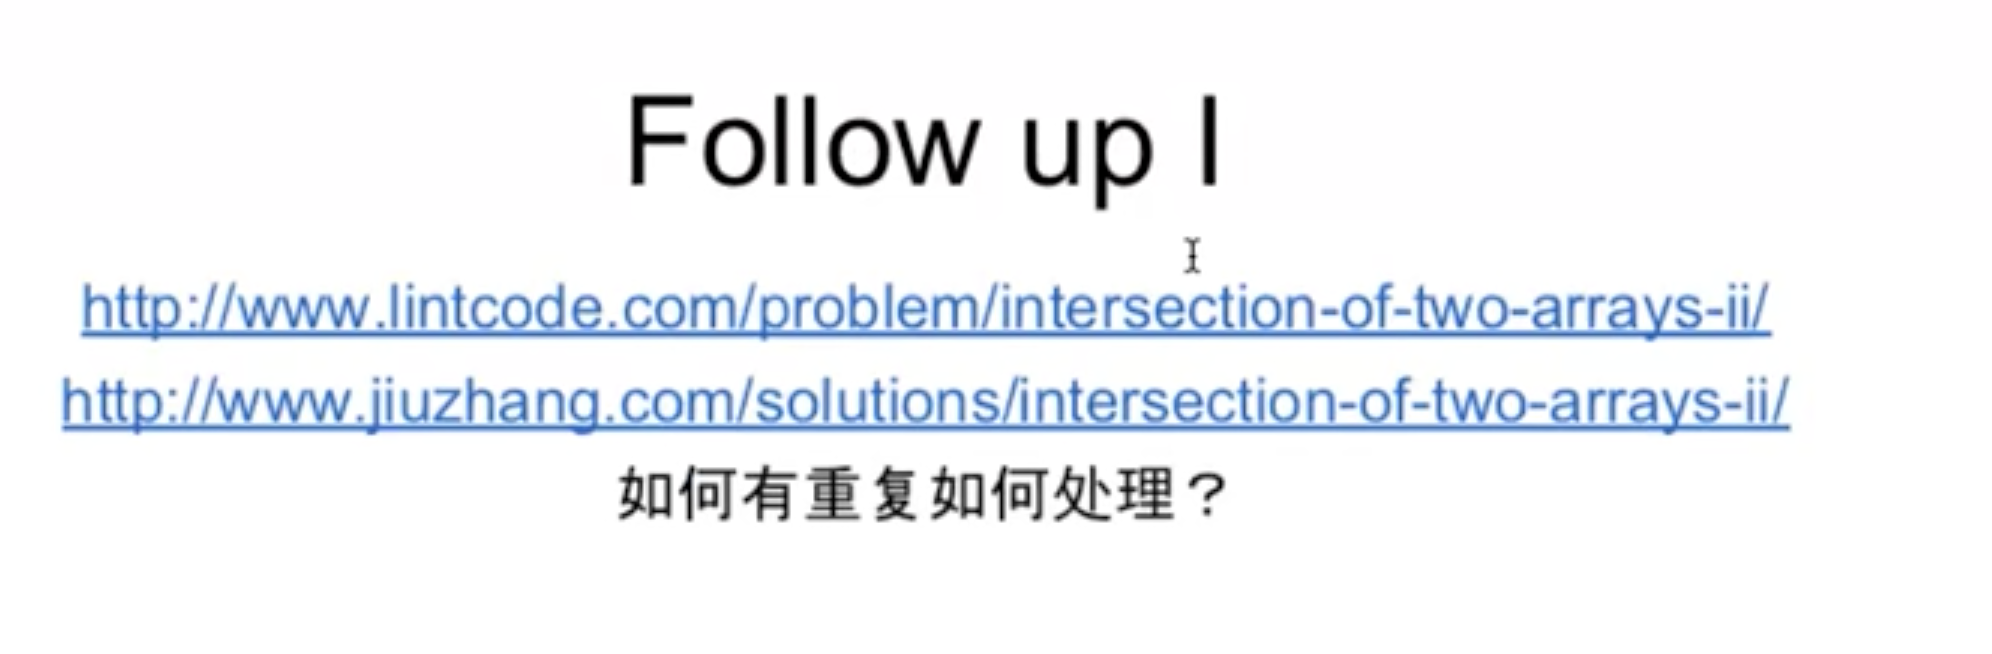 Follow up I
http://www.lintcode.com/problem/intersection-of-two-arrays-ii/
http://www.jiuzhang.com/solutions/intersection-of-two-arrays-ii/
如何有重复如何处理？